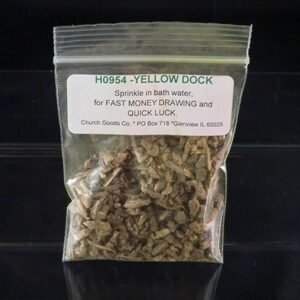 H0954 -YELLOW DOCK
Sprinkle in bath water,
for FAST MONEY DRAWING and
QUICK LUCK.
Church Goods Co, * PO Box 718 *Glenview IL 60025